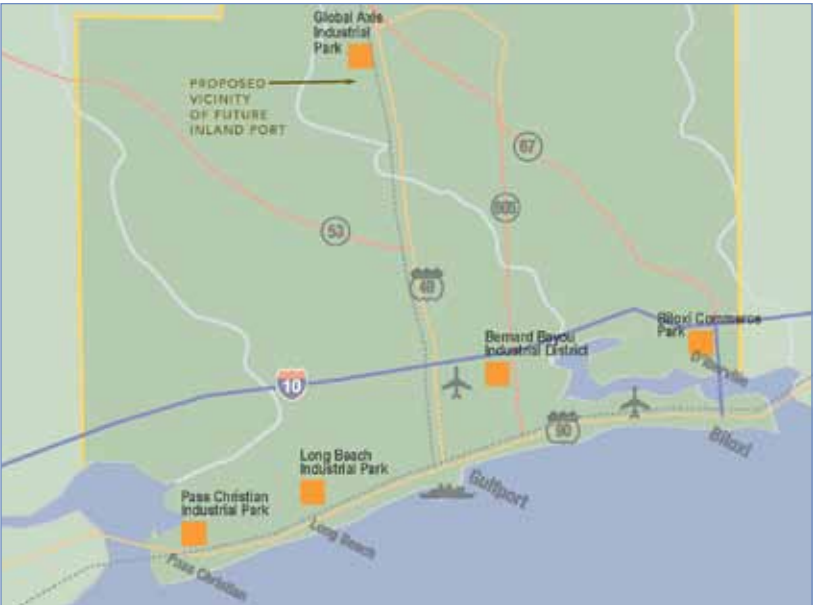 Global Axis
Industrial
Park
PROPOSED
VICINITY
OF FUTURE
INLAND PORT
67
605
53
49
Biloxi Commerce
Park
Bernard Bayou
Industrial District
D'Iberville
10
90
Biloxi
Long Beach
Industrial Park
Gulfport
Pass Christian
Industrial Park
Long Beach
Pass Christian